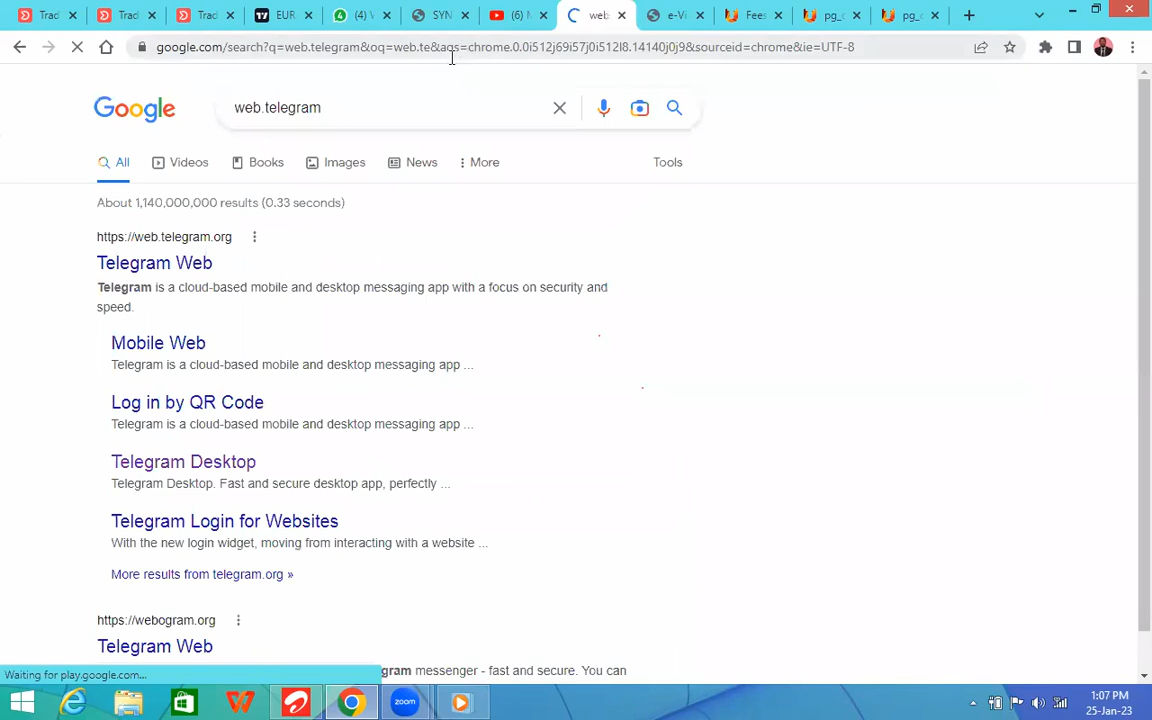 Trad
Trad
Trad
EUR
(4) V
SYN
(6) N
web.
e-Vi
Fees
pg_c
pg_c
google.com/search?q=web.telegram&oq=web.te&aqs=chrome.0.0i512j69i57j0i512l8.14140j0j9&sourceid=chrome&ie=UTF-8
Google
web.telegram
All
Videos
Books
Images
News
More
Tools
About 1,140,000,000 results (0.33 seconds)
https://web.telegram.org
Telegram Web
Telegram is a cloud-based mobile and desktop messaging app with a focus on security and
speed.
Mobile Web
Telegram is a cloud-based mobile and desktop messaging app ...
Log in by QR Code
Telegram is a cloud-based mobile and desktop messaging app ...
Telegram Desktop
Telegram Desktop. Fast and secure desktop app, perfectly ...
Telegram Login for Websites
With the new login widget, moving from interacting with a website ...
More results from telegram.org »
https://webogram.org
Telegram Web
gram messenger - fast and secure. You can
Waiting for play.google.com...
zoom
1:07 PM
25-Jan-23